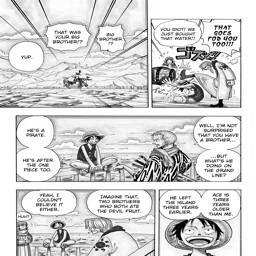 THAT
WAS YOUR
BIG
BROTHER!?
BIG
BROTHER
!?
YUP.
YOU IDIOT! WE
JUST BOUGHT
THAT WATER!!
THAT
GOES FOR
YOU TOO!!!
WELL, I'M NOT
SURPRISED
THAT YOU HAVE
A BROTHER...
...BUT
WHAT'S HE
DOING ON
THE GRAND
LINE?
HE'S A
PIRATE.
HE'S AFTER
THE ONE
PIECE TOO.
ACE IS
THREE YEARS
OLDER
THAN ME.
HE LEFT
THE ISLAND
THREE YEARS
EARLIER.
IMAGINE THAT,
TWO BROTHERS
WHO BOTH ATE
THE DEVIL FRUIT.
YEAH, I
COULDN'T
BELIEVE IT
EITHER.
HUH?